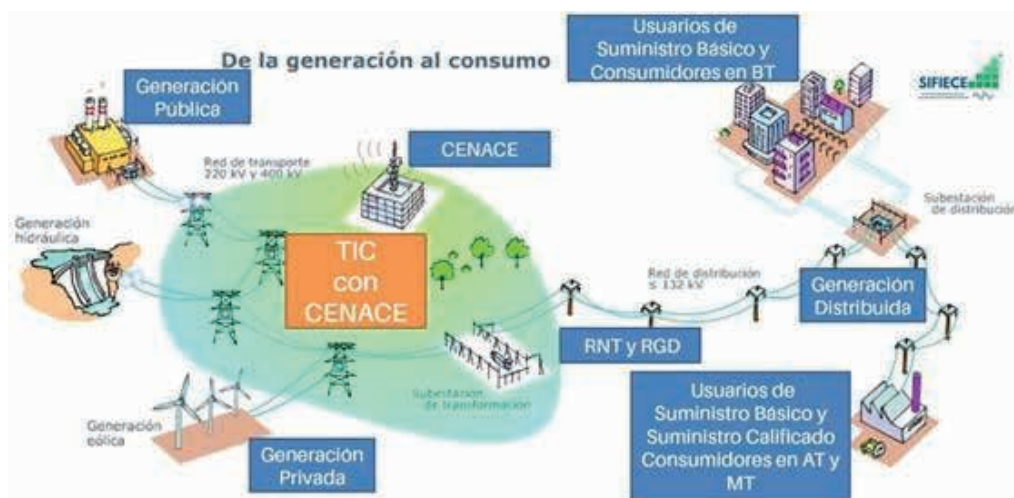 De la generación al consumo
Usuarios de
Suministro Básico y
Consumidores en BT
SIFIECE
Generación
Pública
CENACE
Red de transporte
220 kV y 400 kV
Generación
hidráulica
TIC
con
CENACE
Subestación
de distribución
Red de distribución
≤ 132 kV
Generación
Distribuida
RNT y RGD
Subestación
de transformación
Usuarios de
Suministro Básico y
Suministro Calificado
Consumidores en AT y
MT
Generación
eólica
Generación
Privada